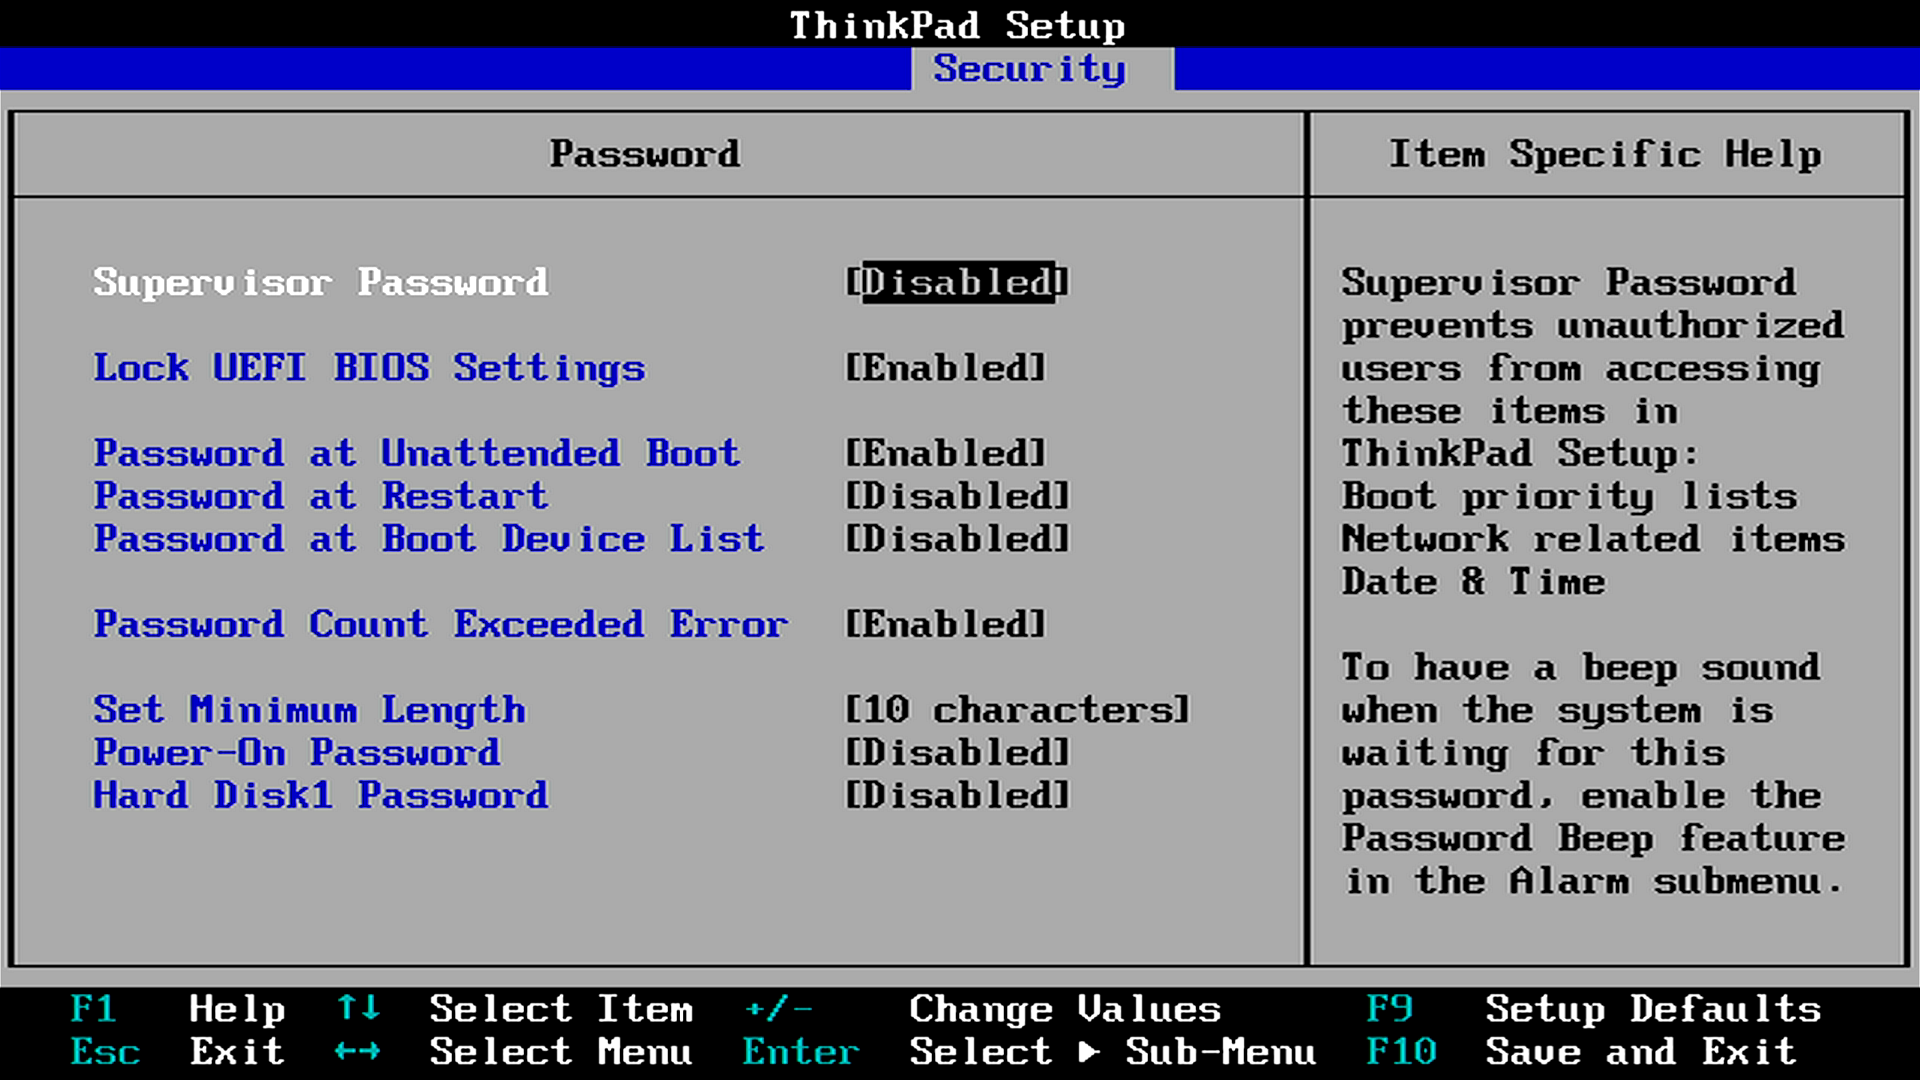 ThinkPad Setup
Security
Password
Item Specific Help
Supervisor Password [Disabled]
Lock UEFI BIOS Settings [Enabled]
Password at Unattended Boot [Enabled]
Password at Restart [Disabled]
Password at Boot Device List [Disabled]
Password Count Exceeded Error [Enabled]
Set Minimum Length [10 characters]
Power-On Password [Disabled]
Hard Disk1 Password [Disabled]
Supervisor Password
prevents unauthorized
users from accessing
these items in
ThinkPad Setup:
Boot priority lists
Network related items
Date & Time
To have a beep sound
when the system is
waiting for this
password, enable the
Password Beep feature
in the Alarm submenu.
F1 Help ↑↓ Select Item +/- Change Values F9 Setup Defaults
Esc Exit ←→ Select Menu Enter Select ▶ Sub-Menu F10 Save and Exit